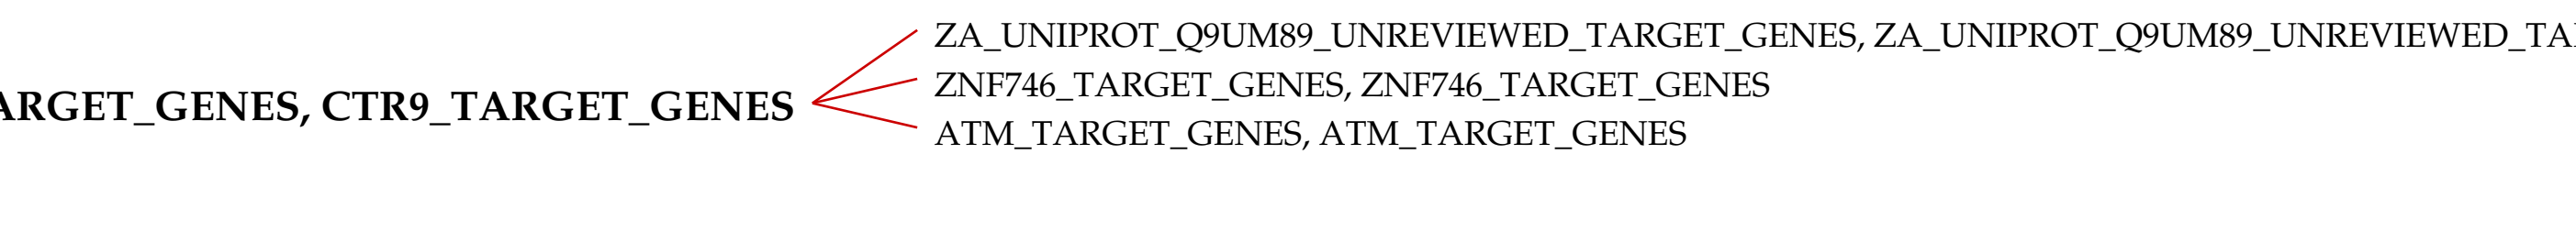 ZA_UNIPROT_Q9UM89_UNREVIEWED_TARGET_GENES, ZA_UNIPROT_Q9UM89_UNREVIEWED_TA
ZNF746_TARGET_GENES, ZNF746_TARGET_GENES
ARGET_GENES, CTR9_TARGET_GENES
ATM_TARGET_GENES, ATM_TARGET_GENES